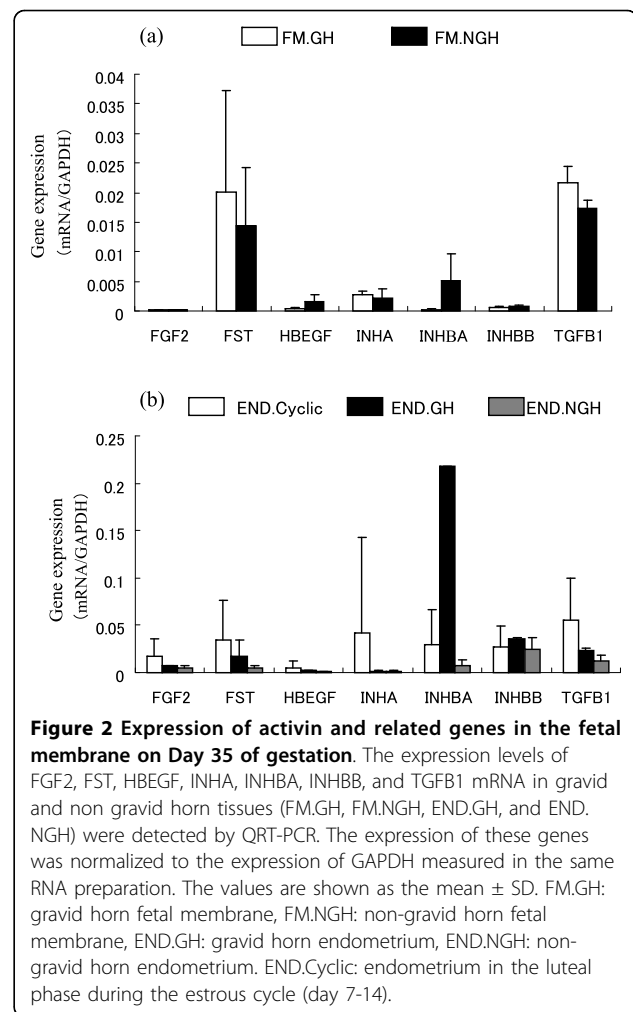 (a)
FM.GH FM.NGH
Gene expression
(mRNA/GAPDH)
0.04
0.035
0.03
0.025
0.02
0.015
0.01
0.005
0
FGF2 FST HBEGF INHA INHBA INHBB TGFB1
(b)
END.Cyclic END.GH END.NGH
Gene expression
(mRNA/GAPDH)
0.25
0.2
0.15
0.1
0.05
0
FGF2 FST HBEGF INHA INHBA INHBB TGFB1
Figure 2 Expression of activin and related genes in the fetal
membrane on Day 35 of gestation. The expression levels of
FGF2, FST, HBEGF, INHA, INHBA, INHBB, and TGFB1 mRNA in gravid
and non gravid horn tissues (FM.GH, FM.NGH, END.GH, and END.
NGH) were detected by QRT-PCR. The expression of these genes
was normalized to the expression of GAPDH measured in the same
RNA preparation. The values are shown as the mean ± SD. FM.GH:
gravid horn fetal membrane, FM.NGH: non-gravid horn fetal
membrane, END.GH: gravid horn endometrium, END.NGH: non-
gravid horn endometrium. END.Cyclic: endometrium in the luteal
phase during the estrous cycle (day 7-14).